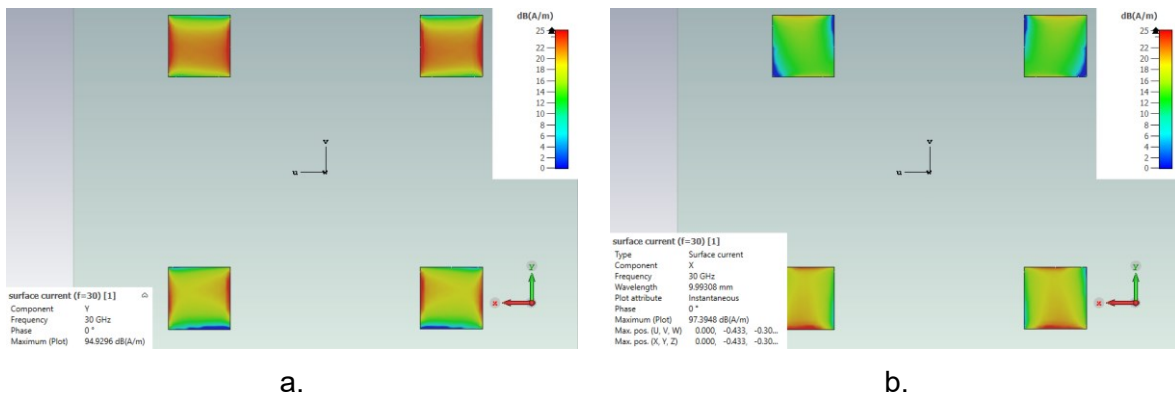 dB(A/m)
25
22
20
18
16
14
12
10
8
6
4
2
0
v
u
y
x
surface current (f=30) [1]
Component Y
Frequency 30 GHz
Phase 0 °
Maximum (Plot) 94.9296 dB(A/m)
a.
dB(A/m)
25
22
20
18
16
14
12
10
8
6
4
2
0
v
u
y
x
surface current (f=30) [1]
Type Surface current
Component X
Frequency 30 GHz
Wavelength 9.99308 mm
Plot attribute Instantaneous
Phase 0 °
Maximum (Plot) 97.3948 dB(A/m)
Max. pos. (U, V, W) 0.000, -0.433, -0.30...
Max. pos. (X, Y, Z) 0.000, -0.433, -0.30...
b.